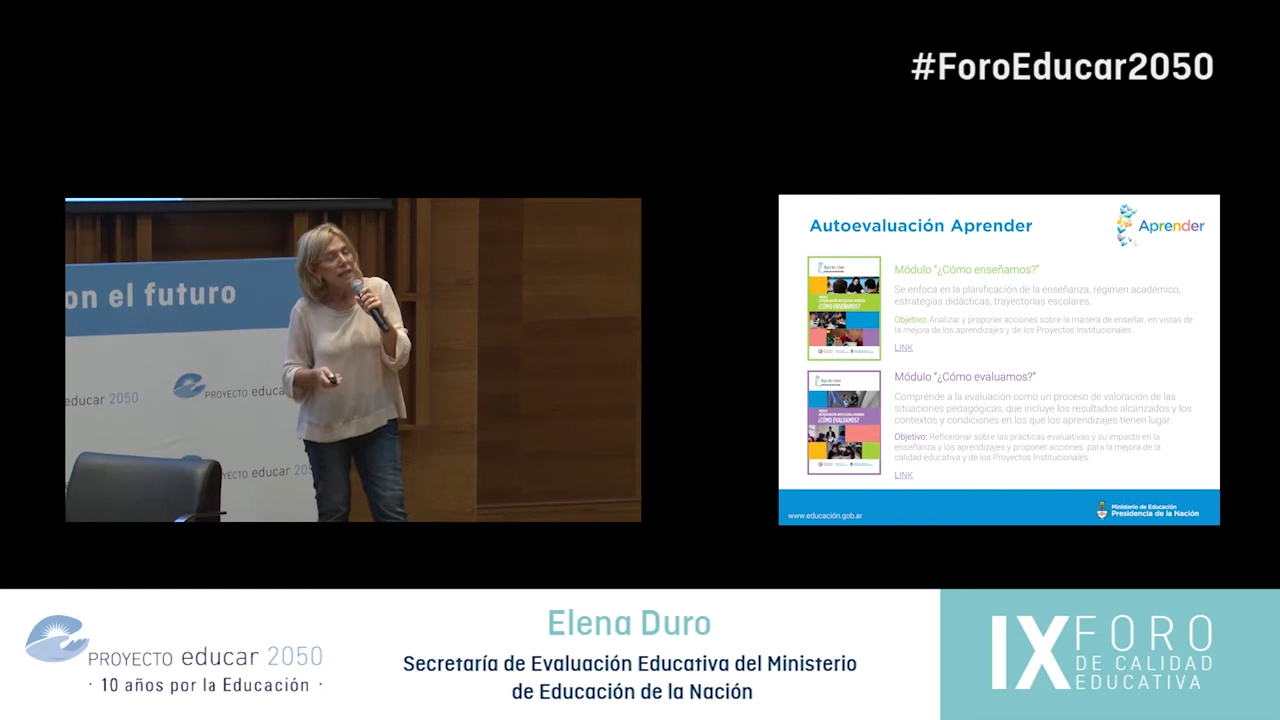 #ForoEducar2050
on el futuro
educar 2050
PROYECTO educa
PROYECTO educar 20
Autoevaluación Aprender
Aprender
Aprender
¿CÓMO ENSEÑAMOS?
Módulo "¿Cómo enseñamos?"
Se enfoca en la planificación de la enseñanza, régimen académico,
estrategias didácticas, trayectorias escolares.
Objetivo: Analizar y proponer acciones sobre la manera de enseñar, en vistas de
la mejora de los aprendizajes y de los Proyectos Institucionales.
LINK
Aprender
¿CÓMO EVALUAMOS?
Módulo "¿Cómo evaluamos?"
Comprende a la evaluación como un proceso de valoración de las
situaciones pedagógicas, que incluye los resultados alcanzados y los
contextos y condiciones en los que los aprendizajes tienen lugar.
Objetivo: Reflexionar sobre las prácticas evaluativas y su impacto en la
enseñanza y los aprendizajes y proponer acciones para la mejora de la
calidad educativa y de los Proyectos Institucionales.
LINK
www.educación.gob.ar
Ministerio de Educación
Presidencia de la Nación
PROYECTO educar 2050
· 10 años por la Educación ·
Elena Duro
Secretaría de Evaluación Educativa del Ministerio
de Educación de la Nación
IX FORO
DE CALIDAD
EDUCATIVA